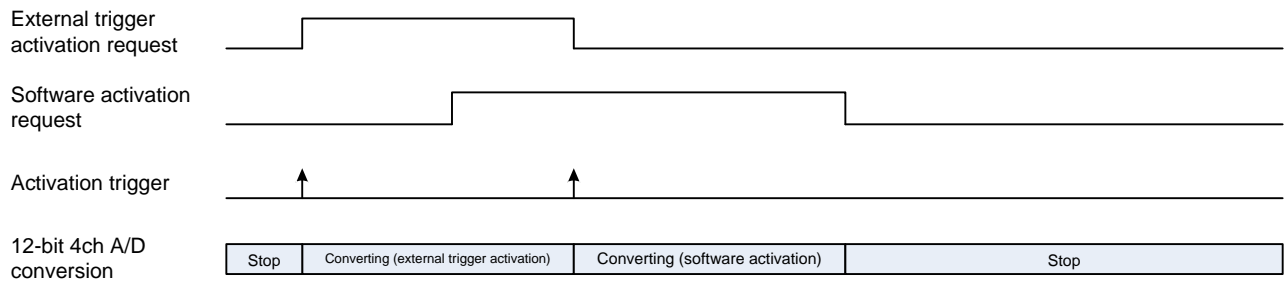 External trigger
activation request
Software activation
request
Activation trigger
12-bit 4ch A/D
conversion
Stop
Converting (external trigger activation)
Converting (software activation)
Stop